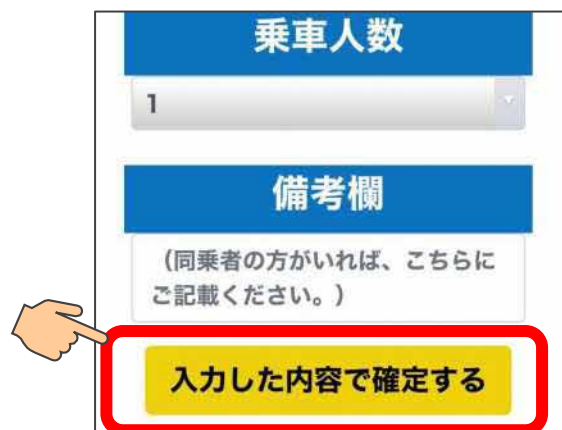 乗車人数
1
備考欄
（同乗者の方がいれば、こちらに
ご記載ください。）
入力した内容で確定する